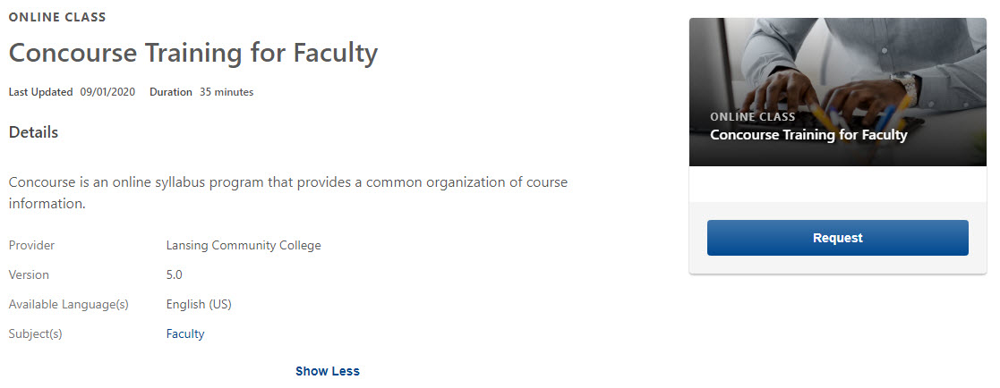 ONLINE CLASS
Concourse Training for Faculty
Last Updated 09/01/2020 Duration 35 minutes
Details
Concourse is an online syllabus program that provides a common organization of course
information.
Provider Lansing Community College
Version 5.0
Available Language(s) English (US)
Subject(s) Faculty
Show Less
ONLINE CLASS
Concourse Training for Faculty
Request